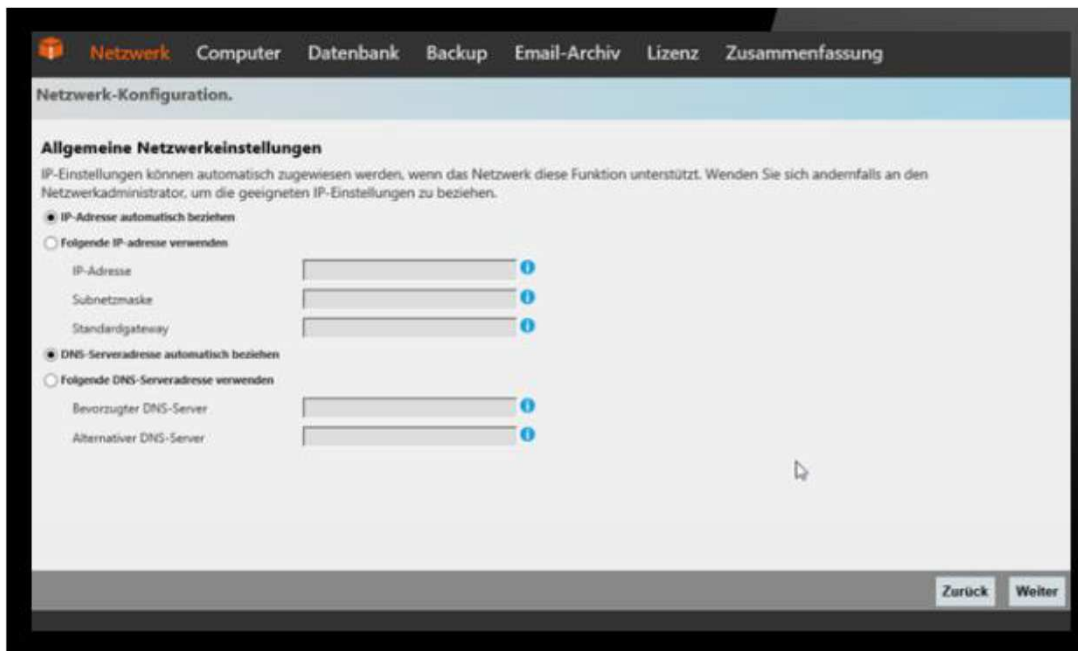 Netzwerk Computer Datenbank Backup Email-Archiv Lizenz Zusammenfassung
Netzwerk-Konfiguration.
Allgemeine Netzwerkeinstellungen
IP-Einstellungen können automatisch zugewiesen werden, wenn das Netzwerk diese Funktion unterstützt. Wenden Sie sich andernfalls an den
Netzwerkadministrator, um die geeigneten IP-Einstellungen zu beziehen.
IP-Adresse automatisch beziehen
Folgende IP-adresse verwenden
IP-Adresse
Subnetzmaske
Standardgateway
DNS-Serveradresse automatisch beziehen
Folgende DNS-Serveradresse verwenden
Bevorzugter DNS-Server
Alternativer DNS-Server
Zurück Weiter